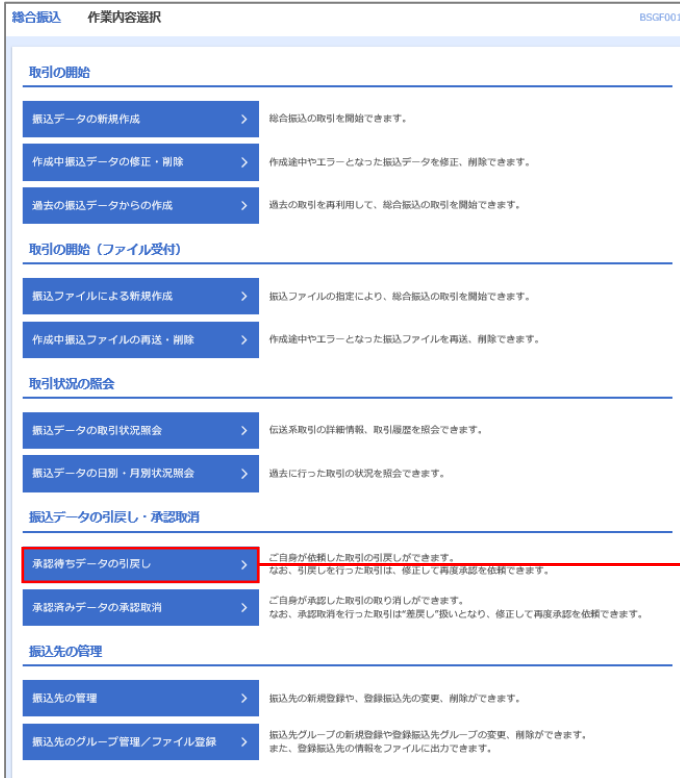 総合振込 作業内容選択 BSGF001
取引の開始
振込データの新規作成 総合振込の取引を開始できます。
作成中振込データの修正・削除 作成途中やエラーとなった振込データを修正、削除できます。
過去の振込データからの作成 過去の取引を再利用して、総合振込の取引を開始できます。
取引の開始（ファイル受付）
振込ファイルによる新規作成 振込ファイルの指定により、総合振込の取引を開始できます。
作成中振込ファイルの再送・削除 作成途中やエラーとなった振込ファイルを再送、削除できます。
取引状況の照会
振込データの取引状況照会 伝送系取引の詳細情報、取引履歴を照会できます。
振込データの日別・月別状況照会 過去に行った取引の状況を照会できます。
振込データの引戻し・承認取消
承認待ちデータの引戻し ご自身が依頼した取引の引戻しができます。
なお、引戻しを行った取引は、修正して再度承認を依頼できます。
承認済みデータの承認取消 ご自身が承認した取引の取り消しができます。
なお、承認取消を行った取引は“差戻し”扱いとなり、修正して再度承認を依頼できます。
振込先の管理
振込先の管理 振込先の新規登録や、登録振込先の変更、削除ができます。
振込先のグループ管理／ファイル登録 振込先グループの新規登録や登録振込先グループの変更、削除ができます。
また、登録振込先の情報をファイルに出力できます。